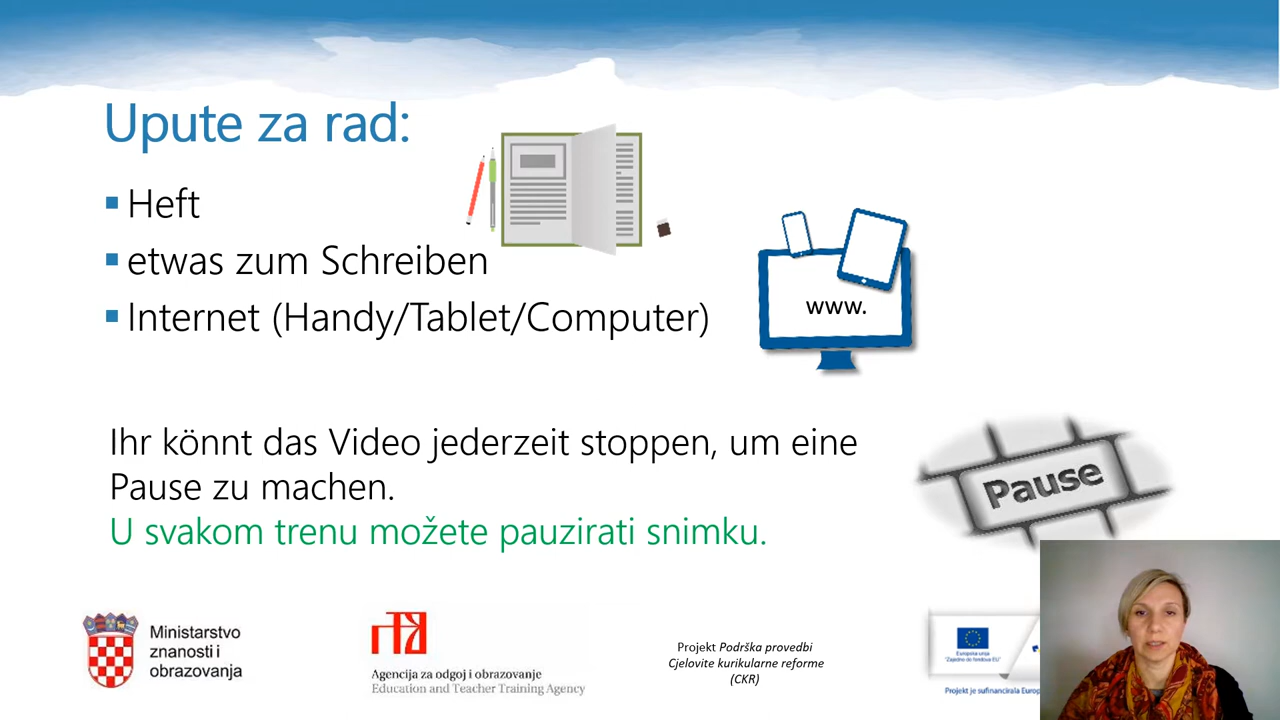 Upute za rad:
Heft
etwas zum Schreiben
Internet (Handy/Tablet/Computer)
www.
Ihr könnt das Video jederzeit stoppen, um eine
Pause zu machen.
U svakom trenu možete pauzirati snimku.
Pause
Ministarstvo
znanosti i
obrazovanja
Agencija za odgoj i obrazovanje
Education and Teacher Training Agency
Projekt Podrška provedbi
Cjelovite kurikularne reforme
(CKR)
Europska unija
"Zajedno do fondova EU"
Projekt je sufinancirala